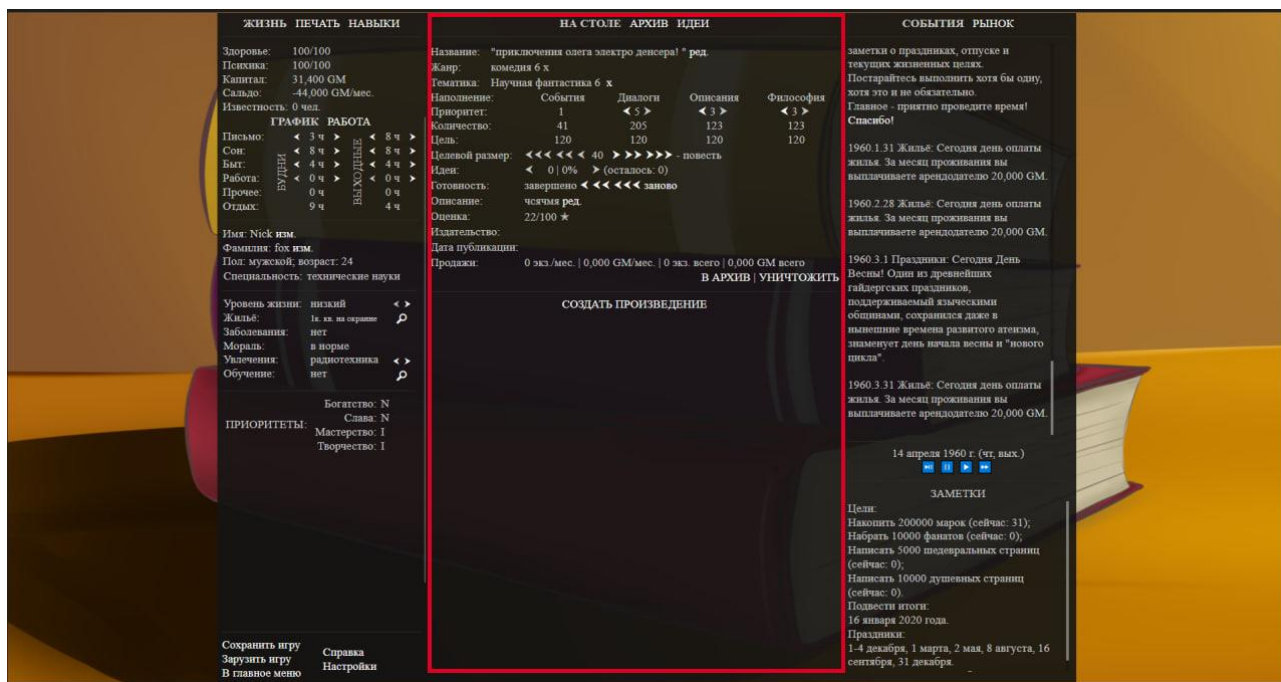 ЖИЗНЬ ПЕЧАТЬ НАВЫКИ
Здоровье: 100/100
Психика: 100/100
Капитал: 31,400 GM
Сальдо: -44,000 GM/мес.
Известность: 0 чел.
ГРАФИК РАБОТА
БУДНИ
ВЫХОДНЫЕ
Письмо: 3 ч 8 ч
Сон: 8 ч 8 ч
Быт: 4 ч 4 ч
Работа: 0 ч 0 ч
Прочее: 0 ч 0 ч
Отдых: 9 ч 4 ч
Имя: Nick изм.
Фамилия: fox изм.
Пол: мужской; возраст: 24
Специальность: технические науки
Уровень жизни: низкий
Жильё: 1к. кв. на окраине
Заболевания: нет
Мораль: в норме
Увлечения: радиотехника
Обучение: нет
ПРИОРИТЕТЫ:
Богатство: N
Слава: N
Мастерство: I
Творчество: I
Сохранить игру
Зарузить игру
В главное меню
Справка
Настройки
НА СТОЛЕ АРХИВ ИДЕИ
Название: "приключения олега электро денсера! " ред.
Жанр: комедия 6 x
Тематика: Научная фантастика 6 x
Наполнение: События Диалоги Описания Философия
Приоритет: 1 5 3 3
Количество: 41 205 123 123
Цель: 120 120 120 120
Целевой размер: 40 - повесть
Идеи: 0 | 0% (осталось: 0)
Готовность: завершено заново
Описание: чсячмя ред.
Оценка: 22/100 ★
Издательство:
Дата публикации:
Продажи: 0 экз./мес. | 0,000 GM/мес. | 0 экз. всего | 0,000 GM всего
В АРХИВ | УНИЧТОЖИТЬ
СОЗДАТЬ ПРОИЗВЕДЕНИЕ
СОБЫТИЯ РЫНОК
заметки о праздниках, отпуске и
текущих жизненных целях.
Постарайтесь выполнить хотя бы одну,
хотя это и не обязательно.
Главное - приятно проведите время!
Спасибо!
1960.1.31 Жильё: Сегодня день оплаты
жилья. За месяц проживания вы
выплачиваете арендодателю 20,000 GM.
1960.2.28 Жильё: Сегодня день оплаты
жилья. За месяц проживания вы
выплачиваете арендодателю 20,000 GM.
1960.3.1 Праздники: Сегодня День
Весны! Один из древнейших
гайдергских праздников,
поддерживаемый языческими
общинами, сохранился даже в
нынешние времена развитого атеизма,
знаменует день начала весны и "нового
цикла".
1960.3.31 Жильё: Сегодня день оплаты
жилья. За месяц проживания вы
выплачиваете арендодателю 20,000 GM.
14 апреля 1960 г. (чт, вых.)
ЗАМЕТКИ
Цели:
Накопить 200000 марок (сейчас: 31);
Набрать 10000 фанатов (сейчас: 0);
Написать 5000 шедевральных страниц
(сейчас: 0);
Написать 10000 душевных страниц
(сейчас: 0).
Подвести итоги:
16 января 2020 года.
Праздники:
1-4 декабря, 1 марта, 2 мая, 8 августа, 16
сентября, 31 декабря.